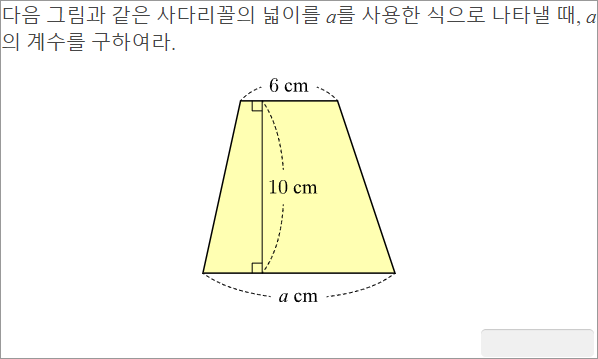 다음 그림과 같은 사다리꼴의 넓이를 a를 사용한 식으로 나타낼 때, a
의 계수를 구하여라.
6 cm
10 cm
a cm